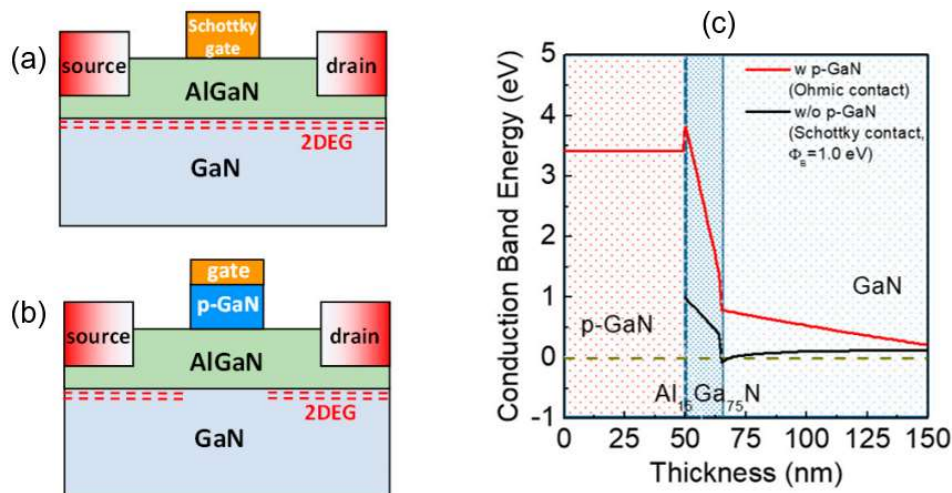 (a)
Schottky
gate
source
drain
AlGaN
2DEG
GaN
(b)
gate
p-GaN
source
drain
AlGaN
2DEG
GaN
(c)
Conduction Band Energy (eV)
5
4
3
2
1
0
-1
w p-GaN
(Ohmic contact)
w/o p-GaN
(Schottky contact,
ΦB=1.0 eV)
p-GaN
Al15Ga75N
GaN
0 25 50 75 100 125 150
Thickness (nm)